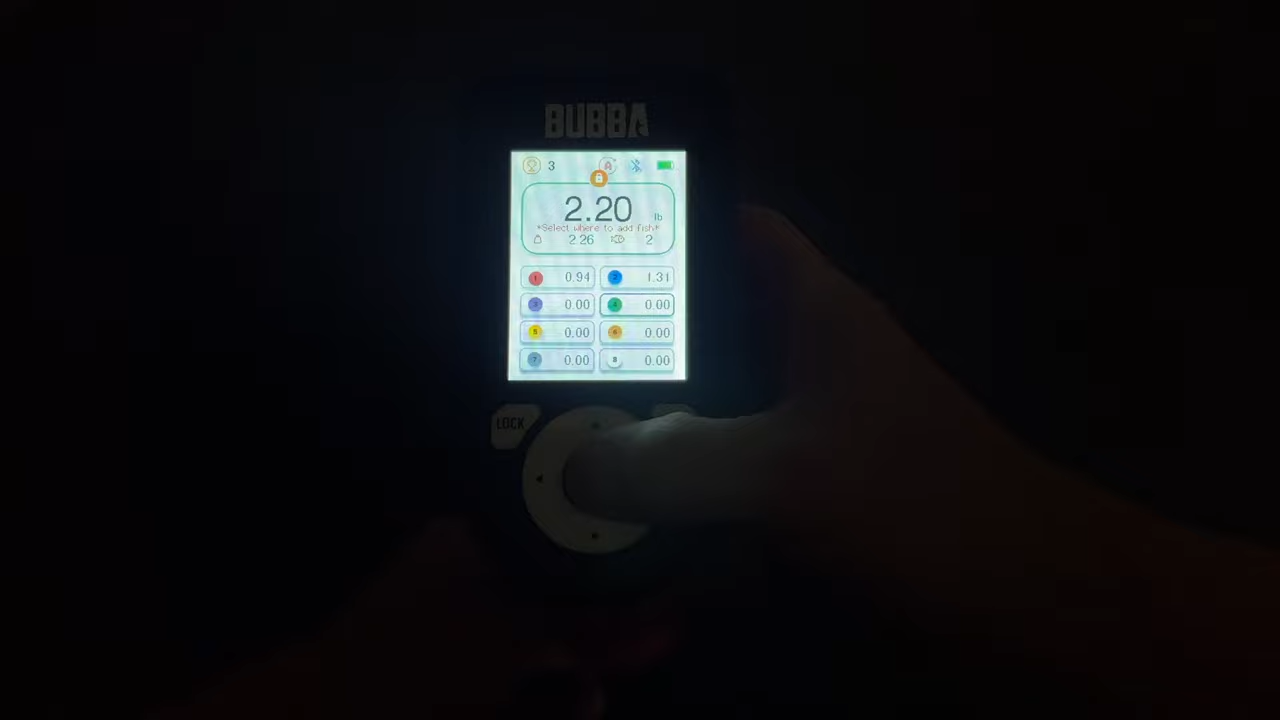 BUBBA
3
2.20 lb
*Select where to add fish*
2.26 2
1 0.94 2 1.31
3 0.00 4 0.00
5 0.00 6 0.00
7 0.00 8 0.00
LOCK